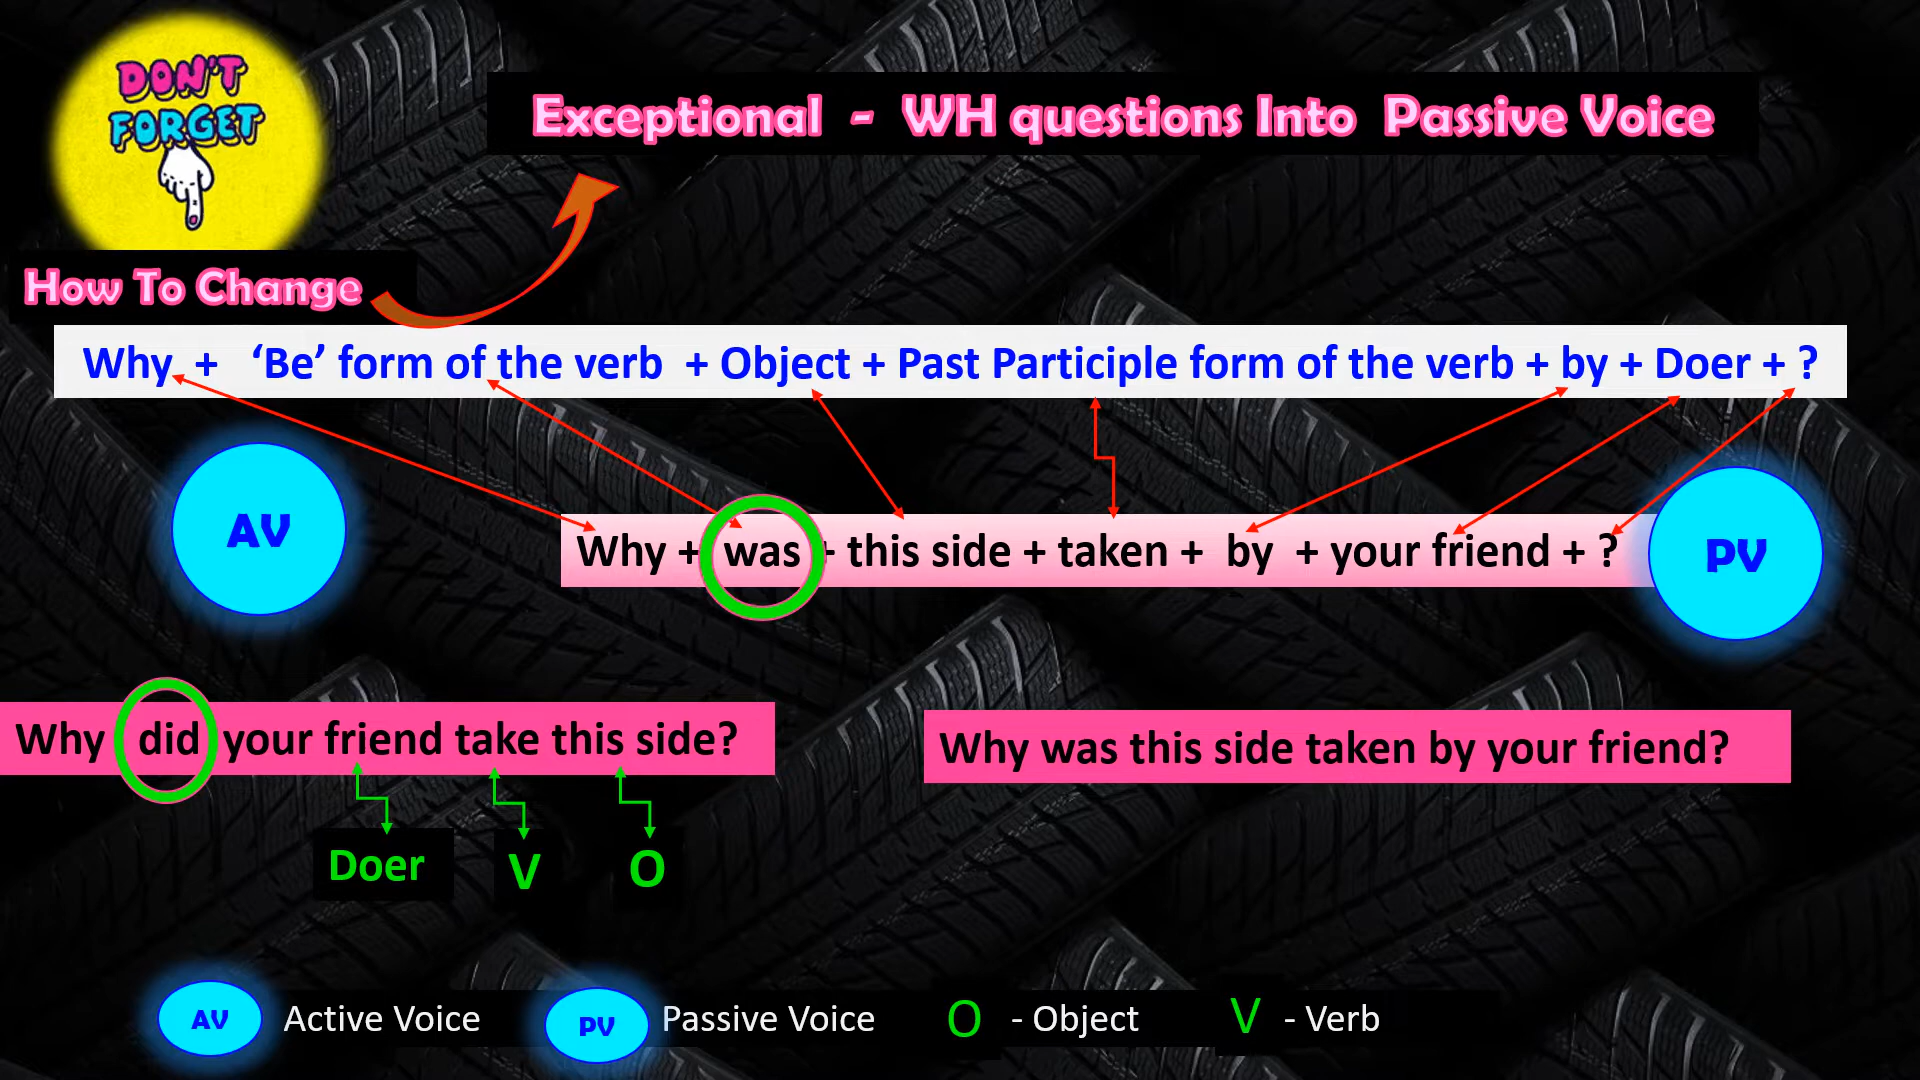 DON'T
FORGET
Exceptional - WH questions Into Passive Voice
How To Change
Why + ‘Be’ form of the verb + Object + Past Participle form of the verb + by + Doer + ?
AV
Why + was + this side + taken + by + your friend + ?
PV
Why did your friend take this side?
Why was this side taken by your friend?
Doer
V
O
AV Active Voice
PV Passive Voice
O - Object
V - Verb